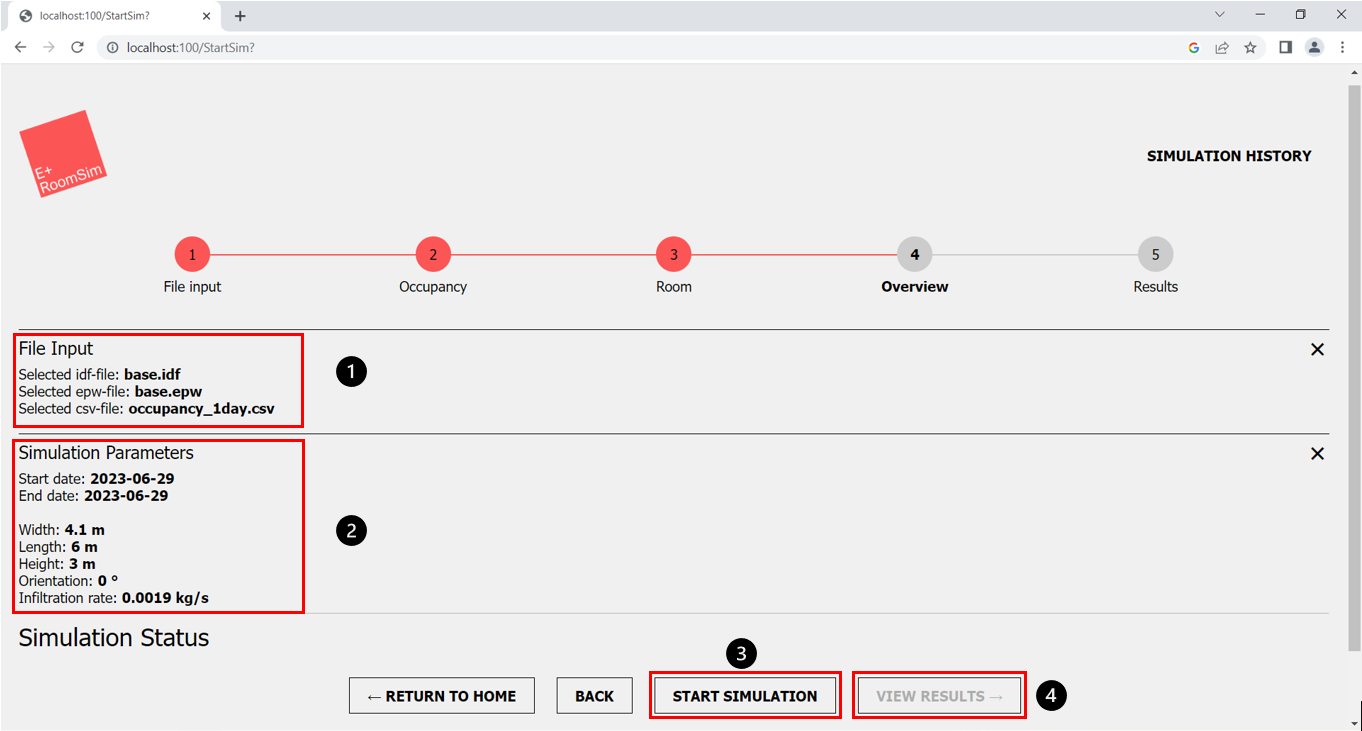 localhost:100/StartSim?
localhost:100/StartSim?
E+
RoomSim
SIMULATION HISTORY
1 2 3 4 5
File input Occupancy Room Overview Results
File Input
Selected idf-file: base.idf
Selected epw-file: base.epw
Selected csv-file: occupancy_1day.csv
1
Simulation Parameters
Start date: 2023-06-29
End date: 2023-06-29
2
Width: 4.1 m
Length: 6 m
Height: 3 m
Orientation: 0 °
Infiltration rate: 0.0019 kg/s
Simulation Status
3
← RETURN TO HOME BACK START SIMULATION VIEW RESULTS → 4